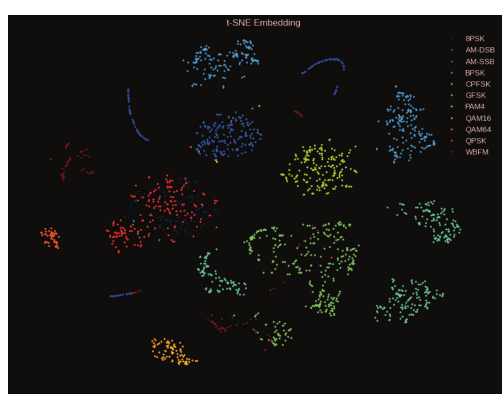 t-SNE Embedding
8PSK
AM-DSB
AM-SSB
BPSK
CPFSK
GFSK
PAM4
QAM16
QAM64
QPSK
WBFM